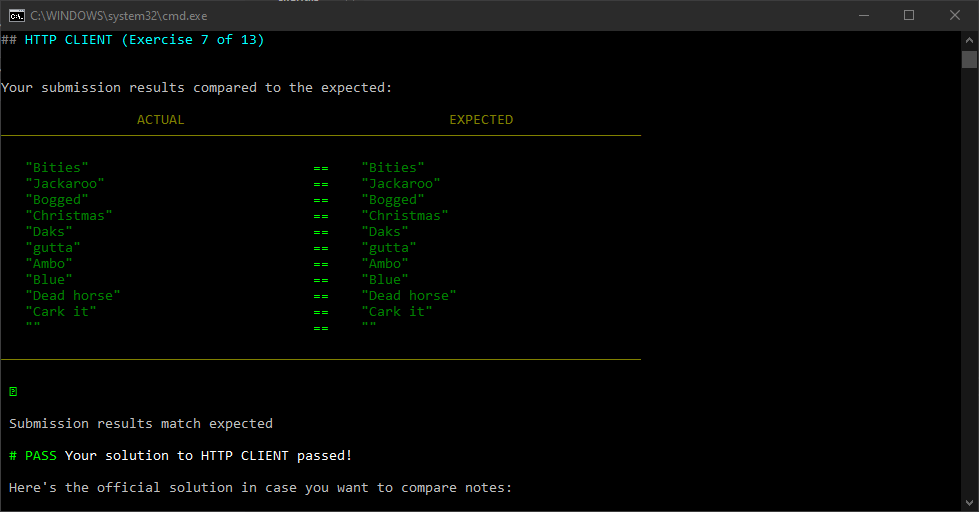 C:\WINDOWS\system32\cmd.exe
## HTTP CLIENT (Exercise 7 of 13)
Your submission results compared to the expected:
ACTUAL EXPECTED
"Bities" == "Bities"
"Jackaroo" == "Jackaroo"
"Bogged" == "Bogged"
"Christmas" == "Christmas"
"Daks" == "Daks"
"gutta" == "gutta"
"Ambo" == "Ambo"
"Blue" == "Blue"
"Dead horse" == "Dead horse"
"Cark it" == "Cark it"
"" == ""
Submission results match expected
# PASS Your solution to HTTP CLIENT passed!
Here's the official solution in case you want to compare notes: